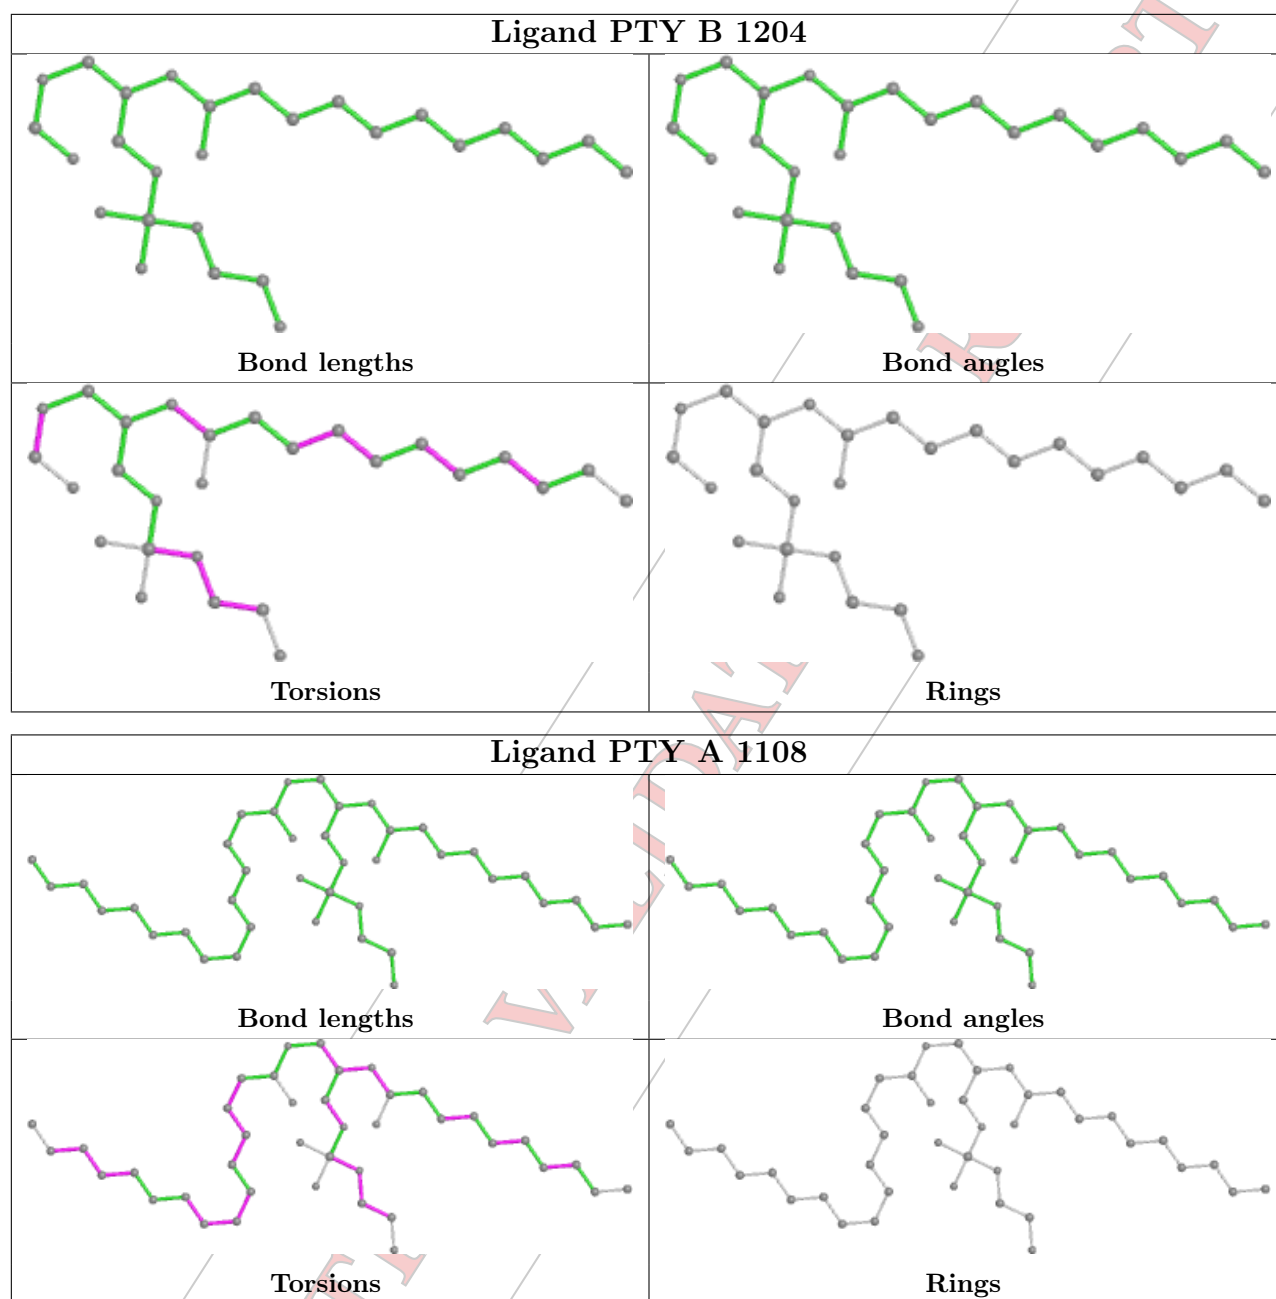 Ligand PTY B 1204
Bond lengths
Bond angles
Torsions
Rings
Ligand PTY A 1108
Bond lengths
Bond angles
Torsions
Rings